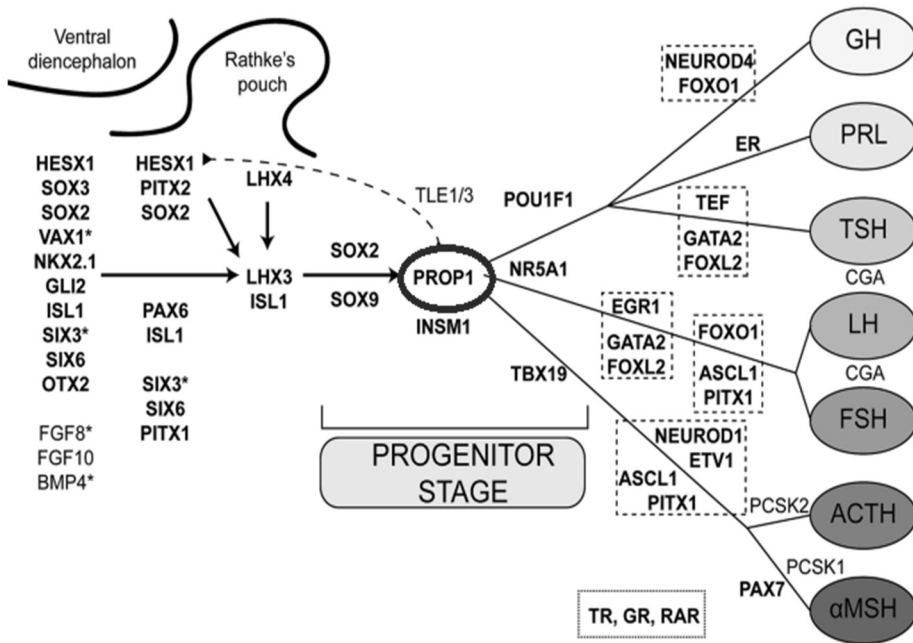 Ventral
diencephalon
Rathke's
pouch
HESX1
SOX3
SOX2
VAX1*
NKX2.1
GLI2
ISL1
SIX3*
SIX6
OTX2
FGF8*
FGF10
BMP4*
HESX1
PITX2
SOX2
PAX6
ISL1
SIX3*
SIX6
PITX1
LHX4
LHX3
ISL1
TLE1/3
SOX2
SOX9
PROP1
INSM1
PROGENITOR
STAGE
POU1F1
NR5A1
TBX19
NEUROD4
FOXO1
ER
TEF
GATA2
FOXL2
EGR1
GATA2
FOXL2
FOXO1
ASCL1
PITX1
NEUROD1
ETV1
ASCL1
PITX1
PCSK2
PCSK1
PAX7
TR, GR, RAR
GH
PRL
TSH
CGA
LH
CGA
FSH
ACTH
αMSH